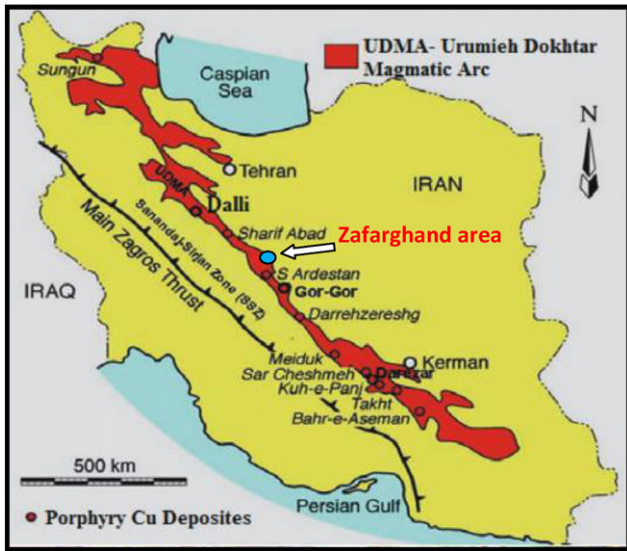 UDMA- Urumieh Dokhtar
Magmatic Arc
Sungun
Caspian
Sea
N
Tehran
IRAN
UDMA
Dalli
Sharif Abad
Zafarghand area
Sanandaj-Sirjan Zone (SSZ)
Main Zagros Thrust
S Ardestan
IRAQ
Gor-Gor
Darrehzereshg
Meiduk
Kerman
Sar Cheshmeh
Darezar
Kuh-e-Panj
Takht
Bahr-e-Aseman
500 km
Persian Gulf
Porphyry Cu Deposites